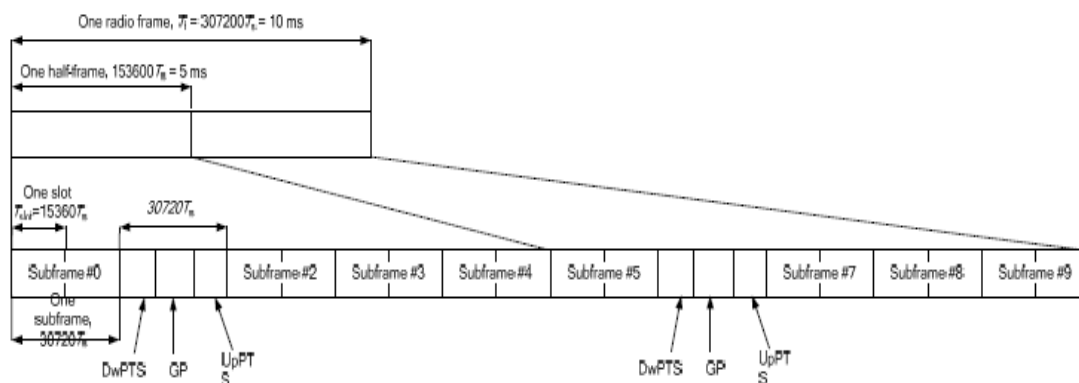 One radio frame, Tf = 307200Ts = 10 ms
One half-frame, 153600Ts = 5 ms
One slot
Tslot=15360Ts
30720Ts
Subframe #0
Subframe #2
Subframe #3
Subframe #4
Subframe #5
Subframe #7
Subframe #8
Subframe #9
One
subframe,
30720Ts
DwPTS
GP
UpPT
S
DwPTS
GP
UpPT
S